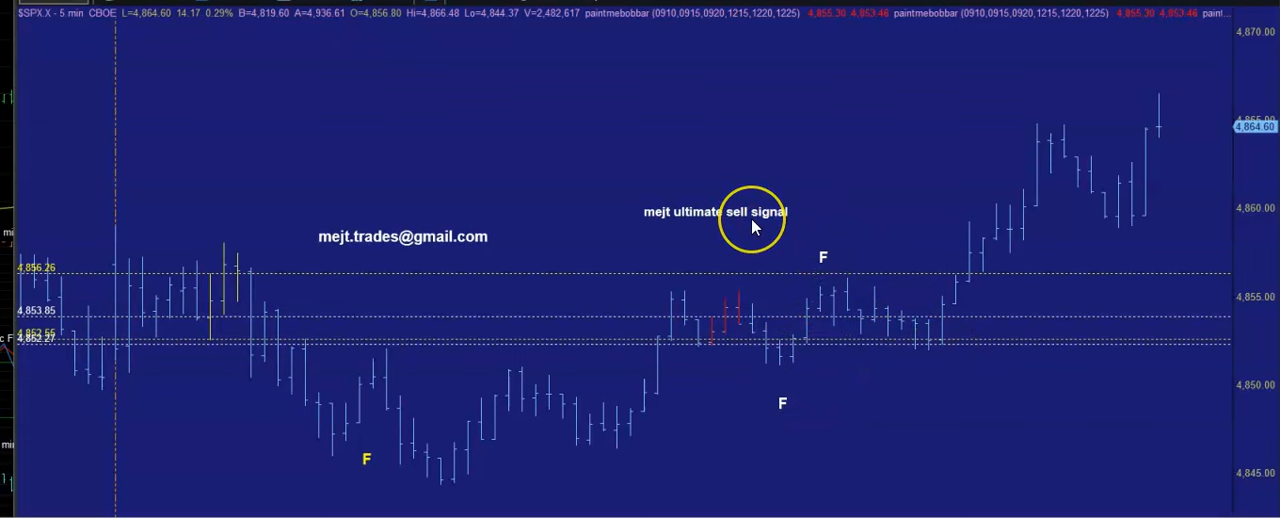 $SPX.X - 5 min CBOE L=4,864.60 14.17 0.29% B=4,819.60 A=4,936.61 O=4,856.80 Hi=4,866.48 Lo=4,844.37 V=2,482,617 paintmebobbar (0910,0915,0920,1215,1220,1225) 4,855.30 4,853.46 paintmebobbar (0910,0915,0920,1215,1220,1225) 4,855.30 4,853.46 paint...
4,870.00
4,864.60
4,860.00
mejt ultimate sell signal
mejt.trades@gmail.com
F
4,856.26
4,855.00
4,853.85
4,852.55
4,852.27
4,850.00
F
F
4,845.00